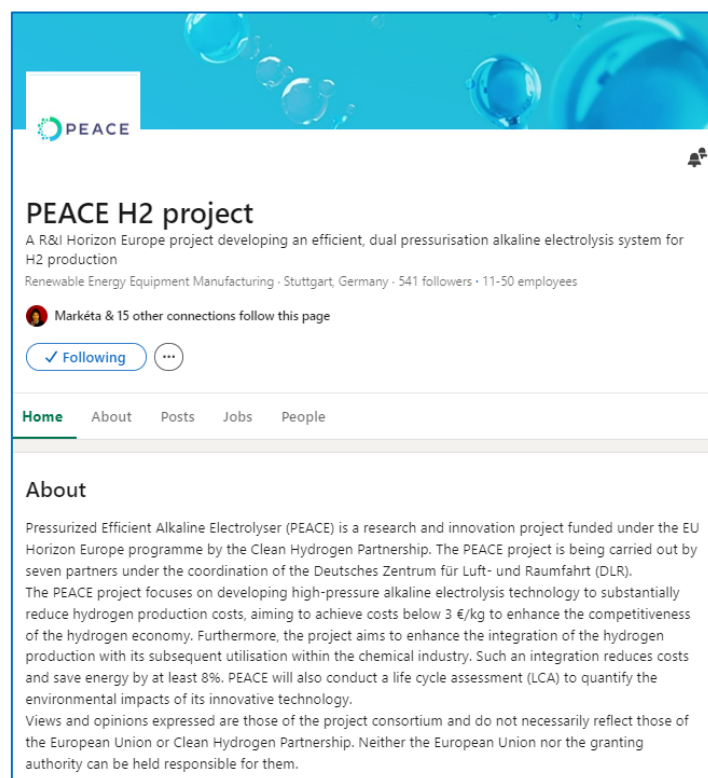 PEACE
PEACE H2 project
A R&I Horizon Europe project developing an efficient, dual pressurisation alkaline electrolysis system for
H2 production
Renewable Energy Equipment Manufacturing · Stuttgart, Germany · 541 followers · 11-50 employees
Markéta & 15 other connections follow this page
Following
Home About Posts Jobs People
About
Pressurized Efficient Alkaline Electrolyser (PEACE) is a research and innovation project funded under the EU
Horizon Europe programme by the Clean Hydrogen Partnership. The PEACE project is being carried out by
seven partners under the coordination of the Deutsches Zentrum für Luft- und Raumfahrt (DLR).
The PEACE project focuses on developing high-pressure alkaline electrolysis technology to substantially
reduce hydrogen production costs, aiming to achieve costs below 3 €/kg to enhance the competitiveness
of the hydrogen economy. Furthermore, the project aims to enhance the integration of the hydrogen
production with its subsequent utilisation within the chemical industry. Such an integration reduces costs
and save energy by at least 8%. PEACE will also conduct a life cycle assessment (LCA) to quantify the
environmental impacts of its innovative technology.
Views and opinions expressed are those of the project consortium and do not necessarily reflect those of
the European Union or Clean Hydrogen Partnership. Neither the European Union nor the granting
authority can be held responsible for them.